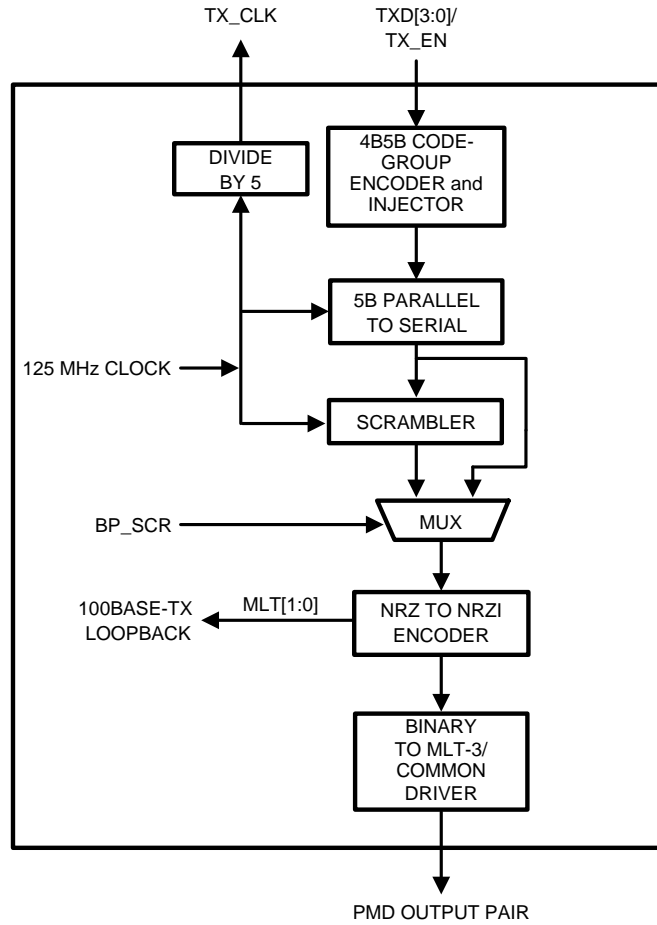 TX_CLK
TXD[3:0]/
TX_EN
DIVIDE
BY 5
4B5B CODE-
GROUP
ENCODER and
INJECTOR
5B PARALLEL
TO SERIAL
125 MHz CLOCK
SCRAMBLER
BP_SCR
MUX
100BASE-TX
LOOPBACK
MLT[1:0]
NRZ TO NRZI
ENCODER
BINARY
TO MLT-3/
COMMON
DRIVER
PMD OUTPUT PAIR